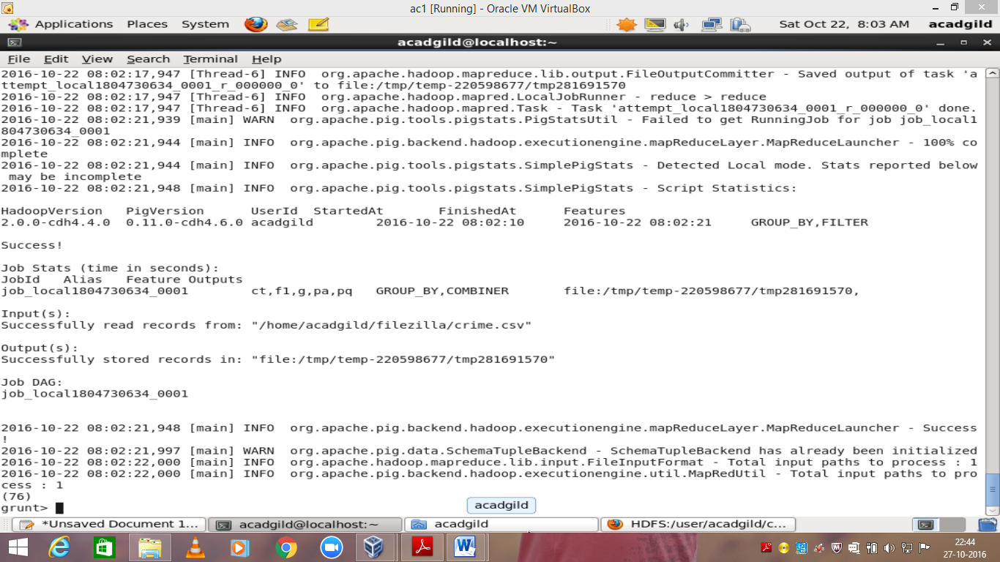 ac1 [Running] - Oracle VM VirtualBox
Applications Places System Sat Oct 22, 8:03 AM acadgild
acadgild@localhost:~
File Edit View Search Terminal Help
2016-10-22 08:02:17,947 [Thread-6] INFO  org.apache.hadoop.mapreduce.lib.output.FileOutputCommitter - Saved output of task 'a
ttempt_local1804730634_0001_r_000000_0' to file:/tmp/temp-220598677/tmp281691570
2016-10-22 08:02:17,947 [Thread-6] INFO  org.apache.hadoop.mapred.LocalJobRunner - reduce > reduce
2016-10-22 08:02:17,947 [Thread-6] INFO  org.apache.hadoop.mapred.Task - Task 'attempt_local1804730634_0001_r_000000_0' done.
2016-10-22 08:02:21,939 [main] WARN  org.apache.pig.tools.pigstats.PigStatsUtil - Failed to get RunningJob for job job_local1
804730634_0001
2016-10-22 08:02:21,944 [main] INFO  org.apache.pig.backend.hadoop.executionengine.mapReduceLayer.MapReduceLauncher - 100% co
mplete
2016-10-22 08:02:21,944 [main] INFO  org.apache.pig.tools.pigstats.SimplePigStats - Detected Local mode. Stats reported below
 may be incomplete
2016-10-22 08:02:21,948 [main] INFO  org.apache.pig.tools.pigstats.SimplePigStats - Script Statistics:
HadoopVersion PigVersion UserId StartedAt FinishedAt Features
2.0.0-cdh4.4.0 0.11.0-cdh4.6.0 acadgild 2016-10-22 08:02:10 2016-10-22 08:02:21 GROUP_BY,FILTER
Success!
Job Stats (time in seconds):
JobId Alias Feature Outputs
job_local1804730634_0001 ct,f1,g,pa,pq GROUP_BY,COMBINER file:/tmp/temp-220598677/tmp281691570,
Input(s):
Successfully read records from: "/home/acadgild/filezilla/crime.csv"
Output(s):
Successfully stored records in: "file:/tmp/temp-220598677/tmp281691570"
Job DAG:
job_local1804730634_0001
2016-10-22 08:02:21,948 [main] INFO  org.apache.pig.backend.hadoop.executionengine.mapReduceLayer.MapReduceLauncher - Success
!
2016-10-22 08:02:21,997 [main] WARN  org.apache.pig.data.SchemaTupleBackend - SchemaTupleBackend has already been initialized
2016-10-22 08:02:22,000 [main] INFO  org.apache.hadoop.mapreduce.lib.input.FileInputFormat - Total input paths to process : 1
2016-10-22 08:02:22,000 [main] INFO  org.apache.pig.backend.hadoop.executionengine.util.MapRedUtil - Total input paths to pro
cess : 1
(76)
grunt>
acadgild
*Unsaved Document 1... acadgild@localhost:~ acadgild HDFS:/user/acadgild/c...
22:44
27-10-2016